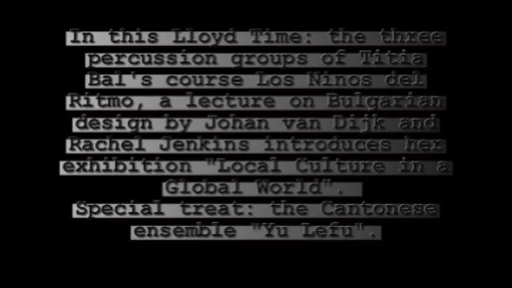 In this Lloyd Time: the three
percussion groups of Titia
Bal's course Los Ninos del
Ritmo, a lecture on Bulgarian
design by Johan van Dijk and
Rachel Jenkins introduces her
exhibition "Local Culture in a
Global World".
Special treat: the Cantonese
ensemble "Yu Lefu".